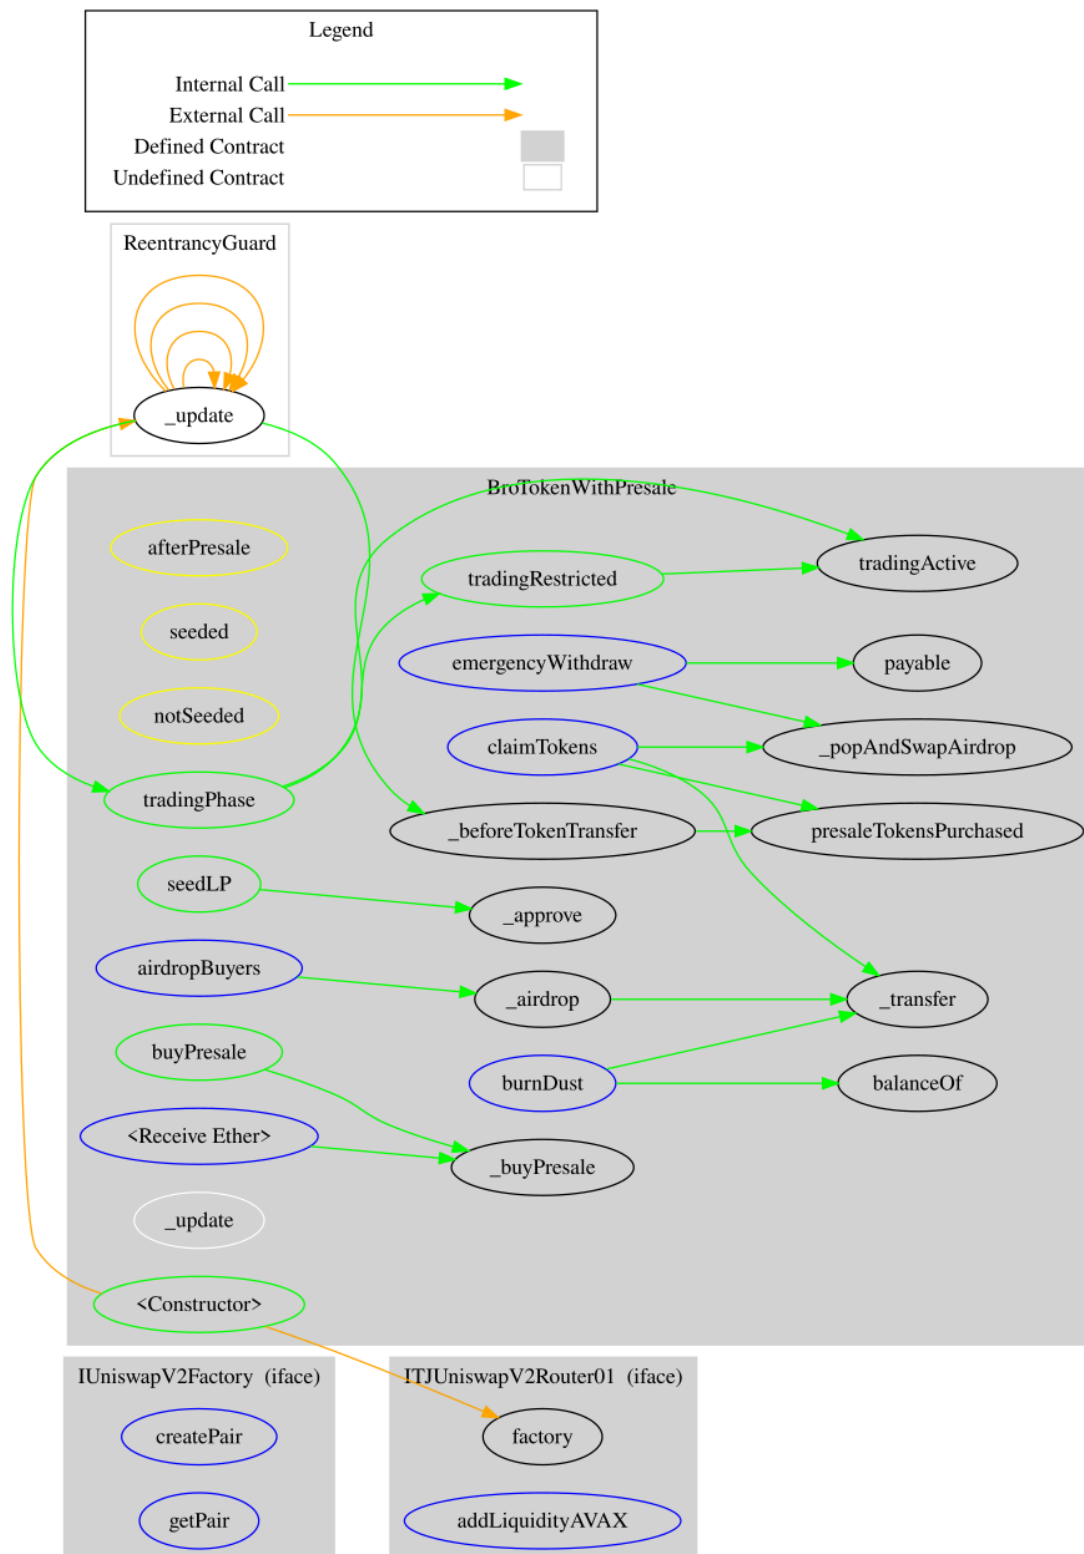 Legend
Internal Call
External Call
Defined Contract
Undefined Contract
ReentrancyGuard
_update
BroTokenWithPresale
afterPresale
tradingRestricted
tradingActive
seeded
emergencyWithdraw
payable
notSeeded
claimTokens
_popAndSwapAirdrop
tradingPhase
_beforeTokenTransfer
presaleTokensPurchased
seedLP
_approve
airdropBuyers
_airdrop
_transfer
buyPresale
burnDust
balanceOf
<Receive Ether>
_buyPresale
_update
<Constructor>
IUniswapV2Factory (iface)
ITJUniswapV2Router01 (iface)
createPair
factory
getPair
addLiquidityAVAX